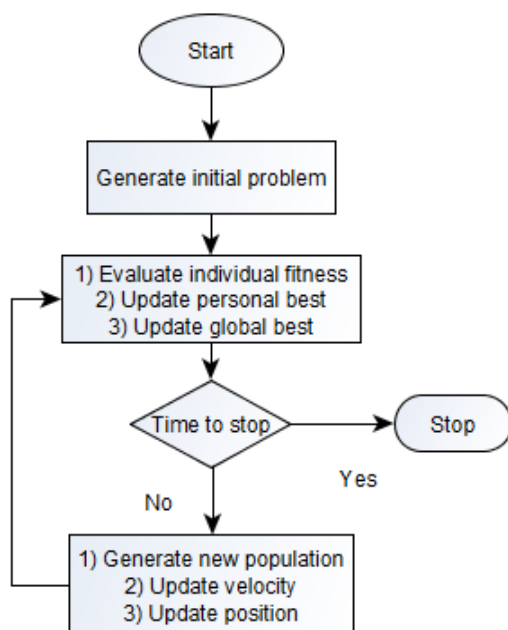 Start
Generate initial problem
1) Evaluate individual fitness
2) Update personal best
3) Update global best
Time to stop
Stop
Yes
No
1) Generate new population
2) Update velocity
3) Update position